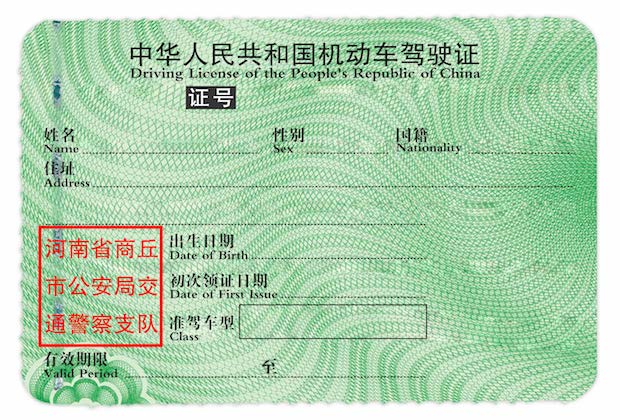 中华人民共和国机动车驾驶证
Driving License of the People's Republic of China
证号
姓名 性别 国籍
Name Sex Nationality
住址
Address
河南省商丘
市公安局交
通警察支队
出生日期
Date of Birth
初次领证日期
Date of First Issue
准驾车型
Class
有效期限 至
Valid Period